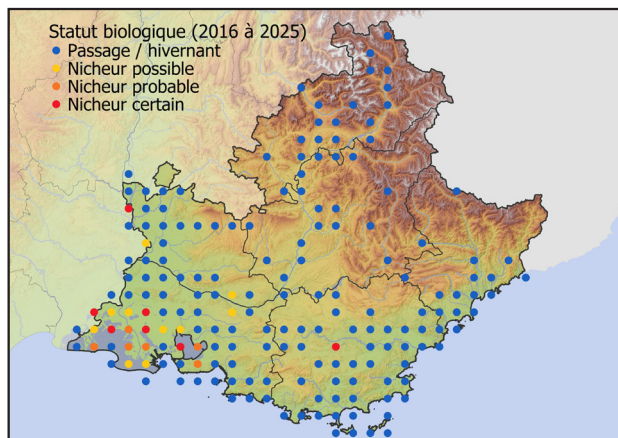 Statut biologique (2016 à 2025)
Passage / hivernant
Nicheur possible
Nicheur probable
Nicheur certain